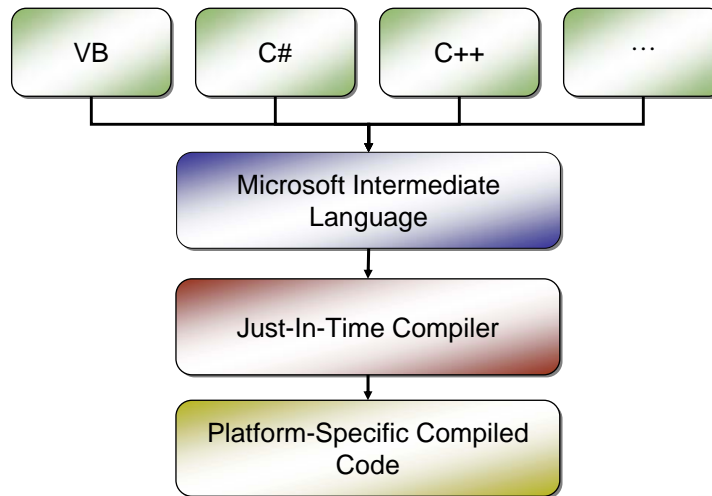 VB
C#
C++
…
Microsoft Intermediate
Language
Just-In-Time Compiler
Platform-Specific Compiled
Code